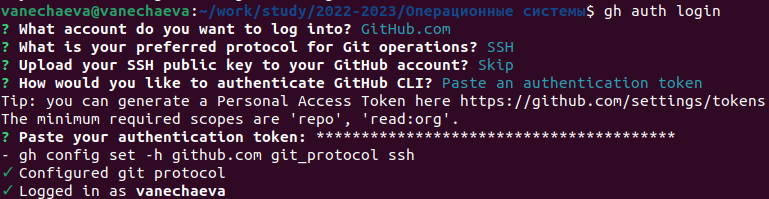 vanechaeva@vanechaeva:~/work/study/2022-2023/Операционные системы$ gh auth login
? What account do you want to log into? GitHub.com
? What is your preferred protocol for Git operations? SSH
? Upload your SSH public key to your GitHub account? Skip
? How would you like to authenticate GitHub CLI? Paste an authentication token
Tip: you can generate a Personal Access Token here https://github.com/settings/tokens
The minimum required scopes are 'repo', 'read:org'.
? Paste your authentication token: ****************************************
- gh config set -h github.com git_protocol ssh
✓ Configured git protocol
✓ Logged in as vanechaeva